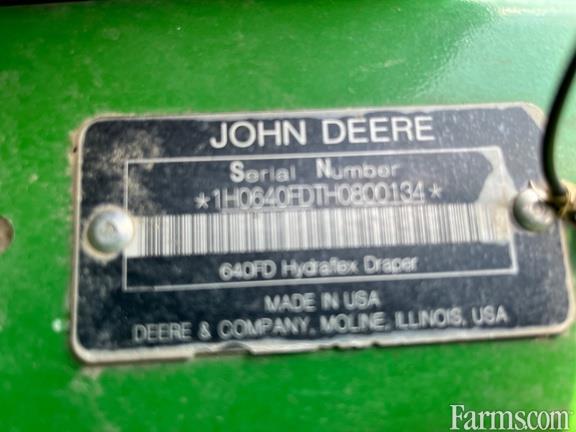 JOHN DEERE
Serial Number
*1H0640FDTH0800134*
640FD Hydraflex Draper
MADE IN USA
DEERE & COMPANY, MOLINE, ILLINOIS, USA
Farms.com